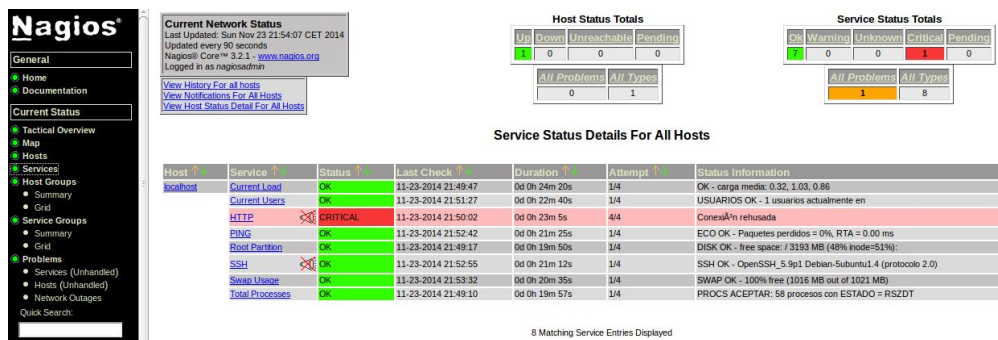 Nagios®
General
Home
Documentation
Current Status
Tactical Overview
Map
Hosts
Services
Host Groups
Summary
Grid
Service Groups
Summary
Grid
Problems
Services (Unhandled)
Hosts (Unhandled)
Network Outages
Quick Search:
Current Network Status
Last Updated: Sun Nov 23 21:54:07 CET 2014
Updated every 90 seconds
Nagios® Core™ 3.2.1 - www.nagios.org
Logged in as nagiosadmin
View History For all hosts
View Notifications For All Hosts
View Host Status Detail For All Hosts
Host Status Totals
Up Down Unreachable Pending
1 0 0 0
All Problems All Types
0 1
Service Status Totals
Ok Warning Unknown Critical Pending
7 0 0 1 0
All Problems All Types
1 8
Service Status Details For All Hosts
Host Service Status Last Check Duration Attempt Status Information
localhost Current Load OK 11-23-2014 21:49:47 0d 0h 24m 20s 1/4 OK - carga media: 0.32, 1.03, 0.86
Current Users OK 11-23-2014 21:51:27 0d 0h 22m 40s 1/4 USUARIOS OK - 1 usuarios actualmente en
HTTP CRITICAL 11-23-2014 21:50:02 0d 0h 23m 5s 4/4 ConexiÃ³n rehusada
PING OK 11-23-2014 21:52:42 0d 0h 21m 25s 1/4 ECO OK - Paquetes perdidos = 0%, RTA = 0.00 ms
Root Partition OK 11-23-2014 21:49:17 0d 0h 19m 50s 1/4 DISK OK - free space: / 3193 MB (48% inode=51%):
SSH OK 11-23-2014 21:52:55 0d 0h 21m 12s 1/4 SSH OK - OpenSSH_5.9p1 Debian-5ubuntu1.4 (protocolo 2.0)
Swap Usage OK 11-23-2014 21:53:32 0d 0h 20m 35s 1/4 SWAP OK - 100% free (1016 MB out of 1021 MB)
Total Processes OK 11-23-2014 21:49:10 0d 0h 19m 57s 1/4 PROCS ACEPTAR: 58 procesos con ESTADO = RSZDT
8 Matching Service Entries Displayed